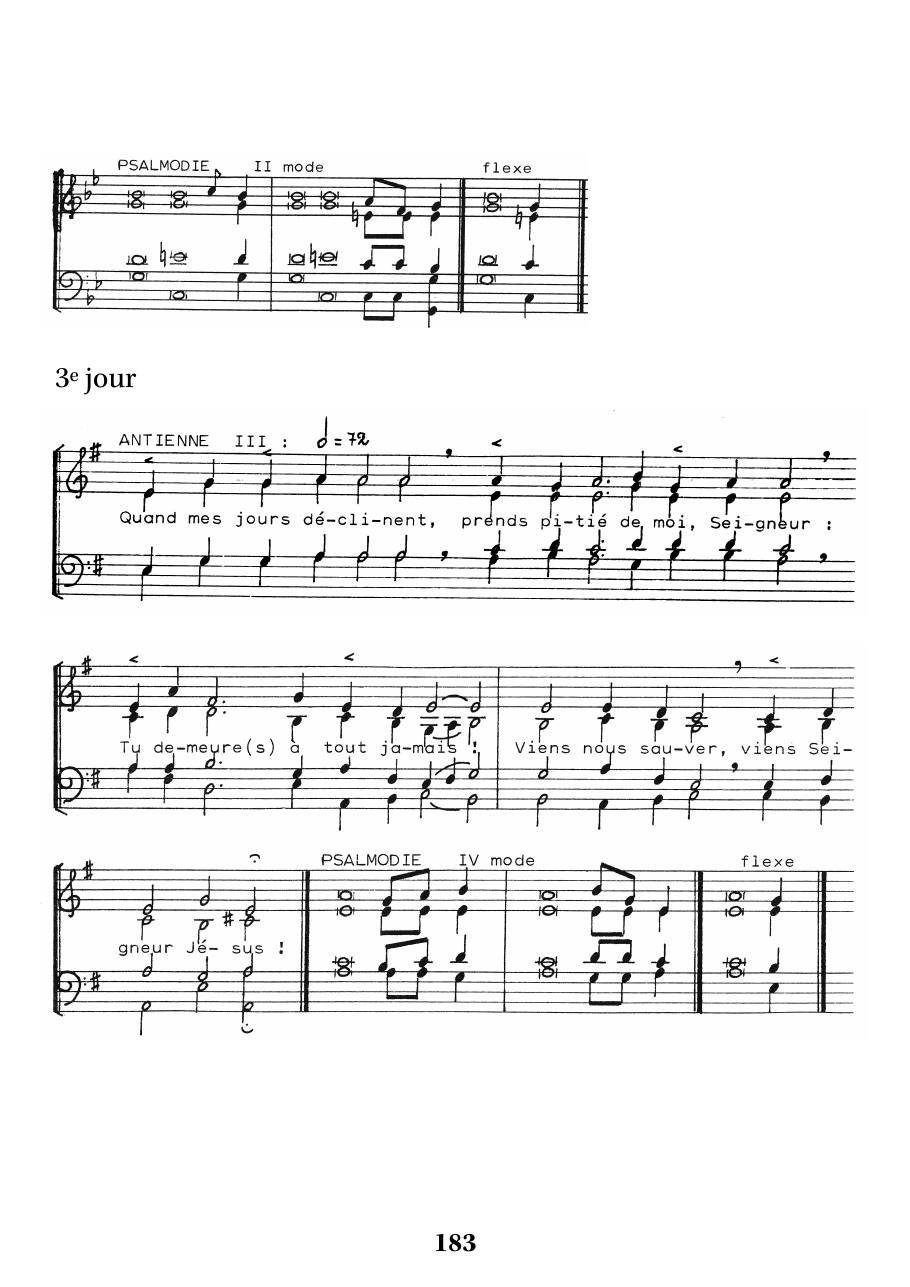 PSALMODIE II mode flexe
3e jour
ANTIENNE III : = 72
Quand mes jours dé-cli-nent, prends pi-tié de moi, Sei-gneur :
Tu de-meure(s) à tout ja-mais ! Viens nous sau-ver, viens Sei-
PSALMODIE IV mode flexe
gneur Jé- sus !
183